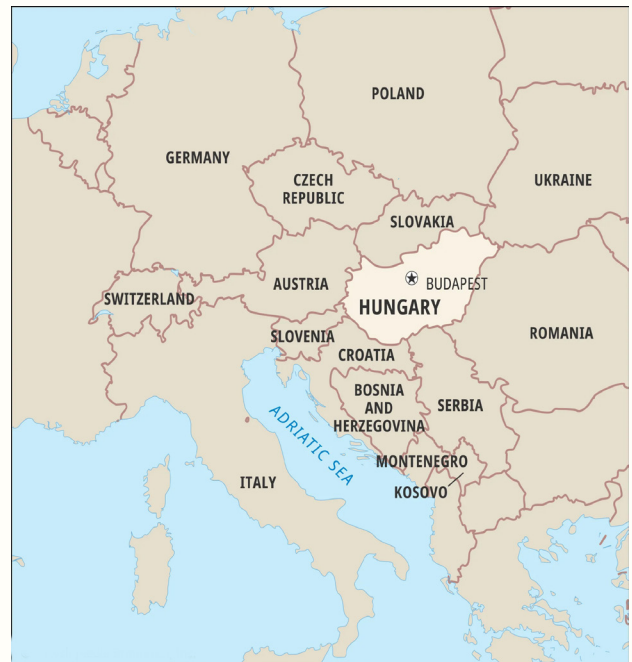 POLAND
GERMANY
CZECH
REPUBLIC
UKRAINE
SLOVAKIA
AUSTRIA
BUDAPEST
SWITZERLAND
HUNGARY
SLOVENIA
ROMANIA
CROATIA
BOSNIA
AND
HERZEGOVINA
SERBIA
ADRIATIC SEA
MONTENEGRO
ITALY
KOSOVO